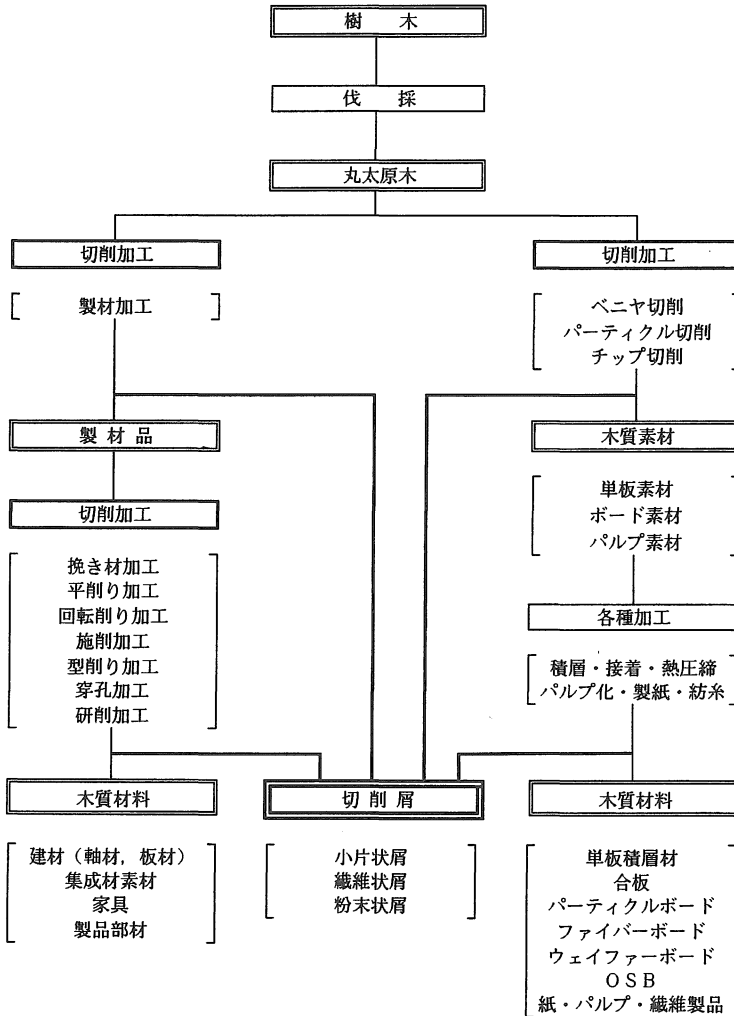 樹　木
伐　採
丸太原木
切削加工
製材加工
製材品
切削加工
挽き材加工
平削り加工
回転削り加工
施削加工
型削り加工
穿孔加工
研削加工
木質材料
建材（軸材，板材）
集成材素材
家具
製品部材
切削屑
小片状屑
繊維状屑
粉末状屑
切削加工
ベニヤ切削
パーティクル切削
チップ切削
木質素材
単板素材
ボード素材
パルプ素材
各種加工
積層・接着・熱圧締
パルプ化・製紙・紡糸
木質材料
単板積層材
合板
パーティクルボード
ファイバーボード
ウェイファーボード
OSB
紙・パルプ・繊維製品